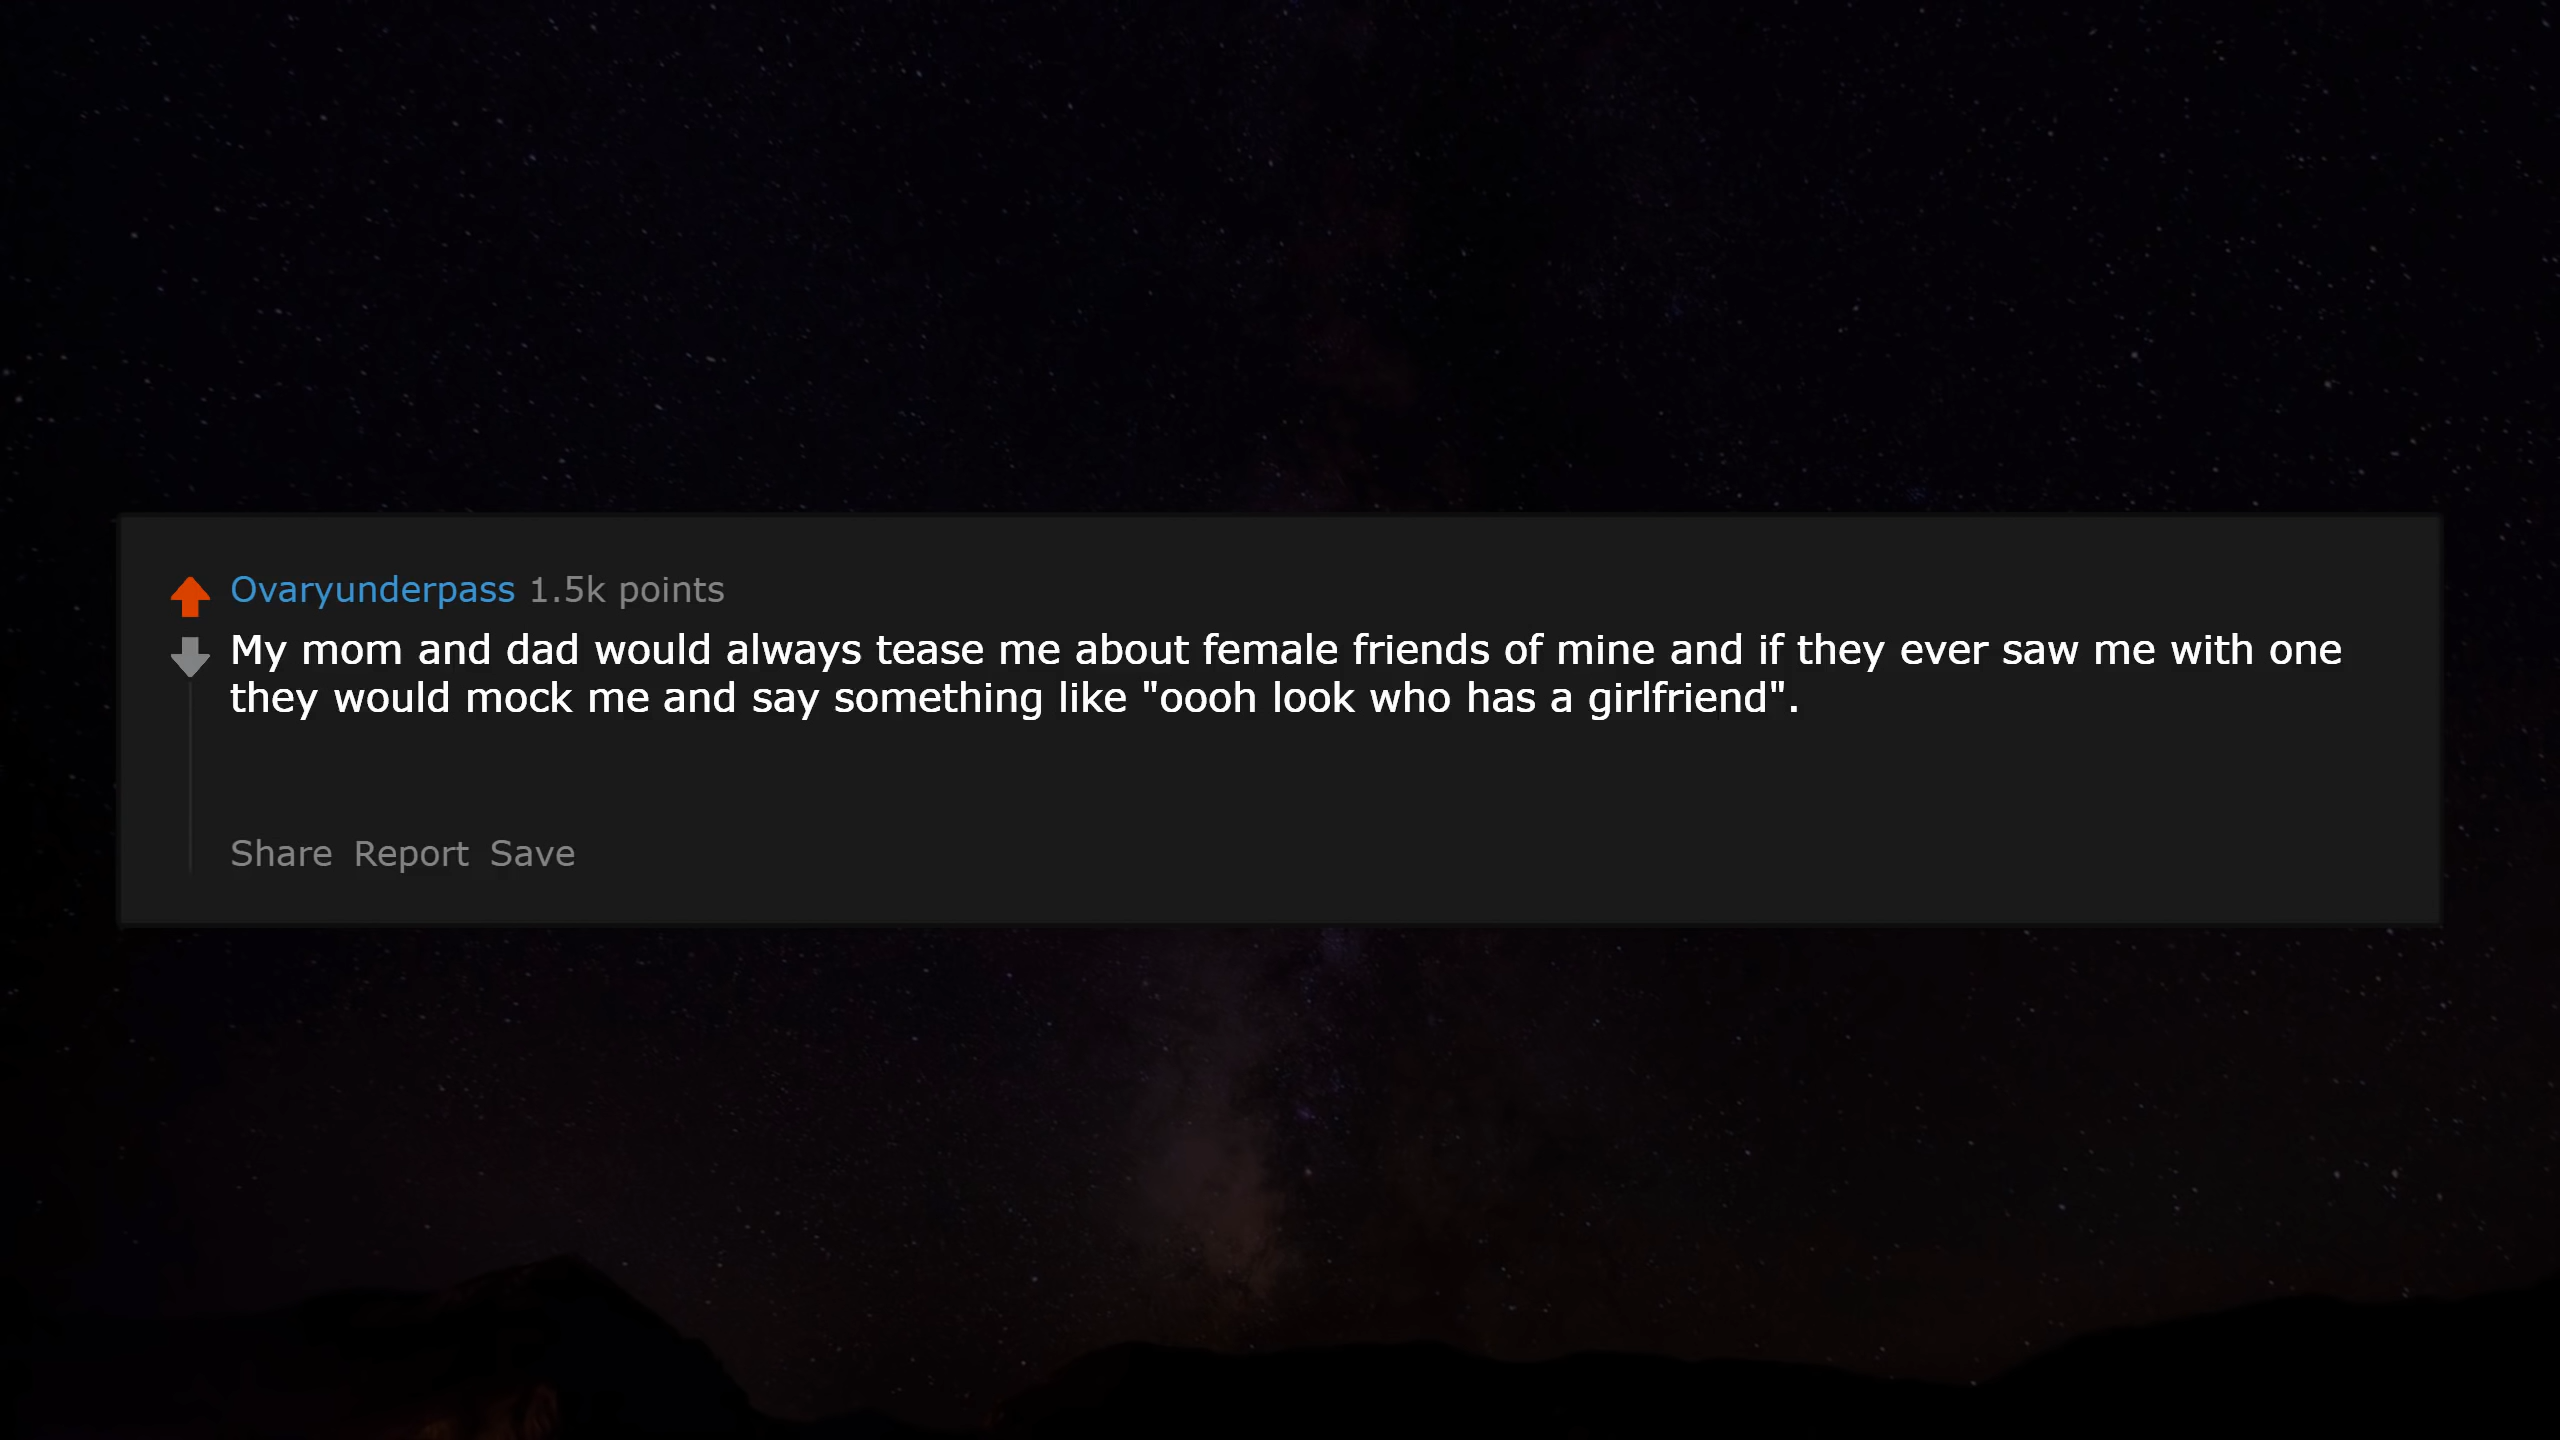 Ovaryunderpass 1.5k points
My mom and dad would always tease me about female friends of mine and if they ever saw me with one
they would mock me and say something like "oooh look who has a girlfriend".
Share Report Save